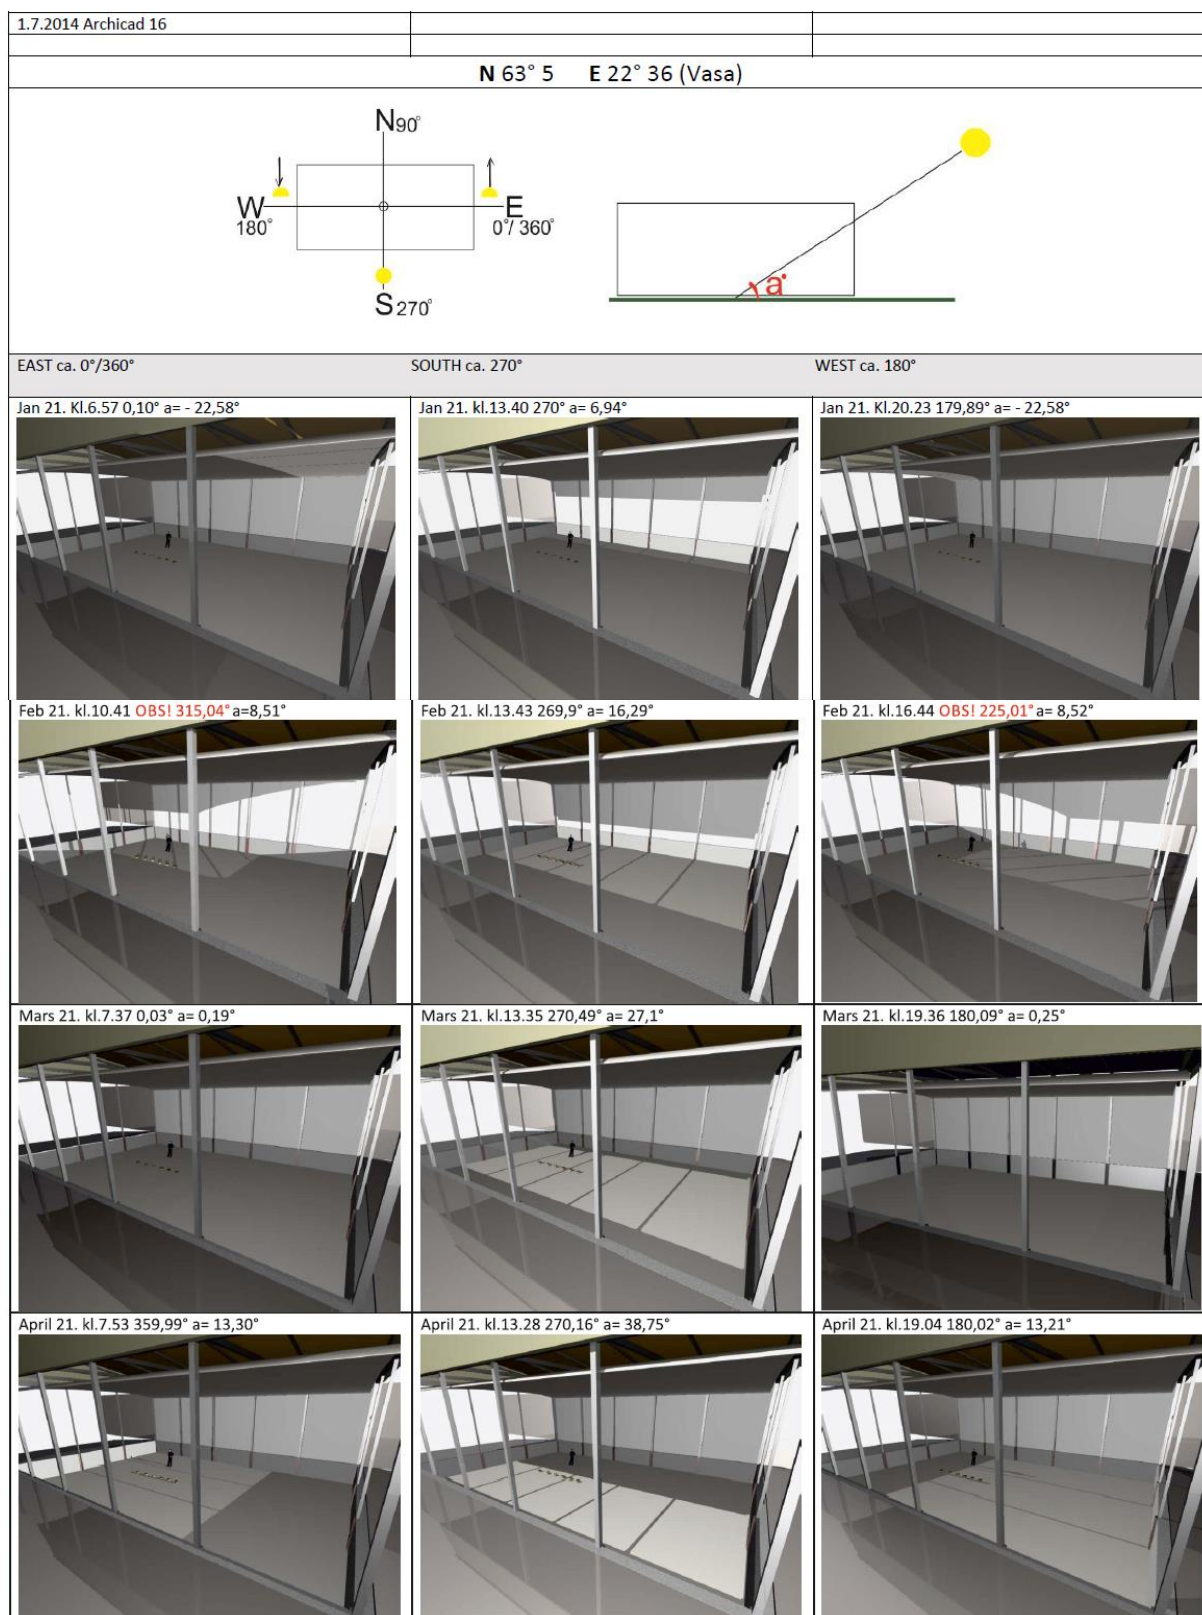 1.7.2014 Archicad 16
N 63° 5 E 22° 36 (Vasa)
N 90°
W
180°
E
0°/ 360°
S 270°
a°
EAST ca. 0°/360° SOUTH ca. 270° WEST ca. 180°
Jan 21. Kl.6.57 0,10° a= - 22,58°
Jan 21. kl.13.40 270° a= 6,94°
Jan 21. Kl.20.23 179,89° a= - 22,58°
Feb 21. kl.10.41 OBS! 315,04° a=8,51°
Feb 21. kl.13.43 269,9° a= 16,29°
Feb 21. kl.16.44 OBS! 225,01° a= 8,52°
Mars 21. kl.7.37 0,03° a= 0,19°
Mars 21. kl.13.35 270,49° a= 27,1°
Mars 21. kl.19.36 180,09° a= 0,25°
April 21. kl.7.53 359,99° a= 13,30°
April 21. kl.13.28 270,16° a= 38,75°
April 21. kl.19.04 180,02° a= 13,21°